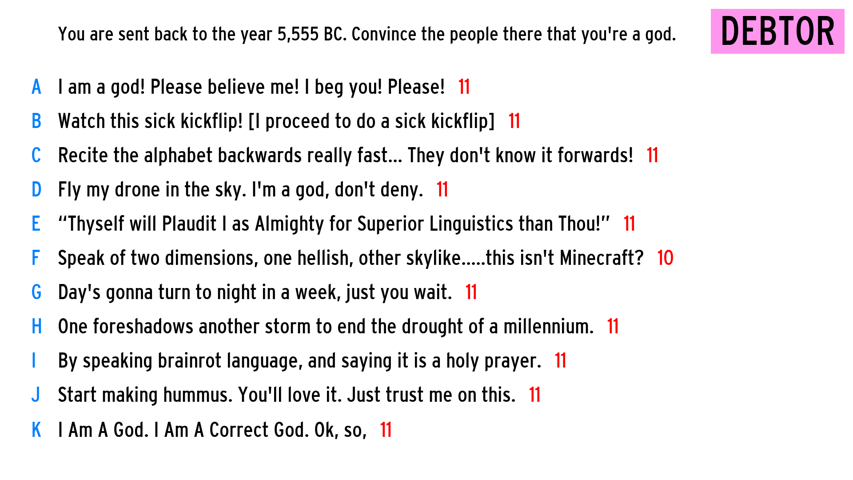 You are sent back to the year 5,555 BC. Convince the people there that you're a god.
DEBTOR
A I am a god! Please believe me! I beg you! Please! 11
B Watch this sick kickflip! [I proceed to do a sick kickflip] 11
C Recite the alphabet backwards really fast... They don't know it forwards! 11
D Fly my drone in the sky. I'm a god, don't deny. 11
E “Thyself will Plaudit I as Almighty for Superior Linguistics than Thou!” 11
F Speak of two dimensions, one hellish, other skylike.....this isn't Minecraft? 10
G Day's gonna turn to night in a week, just you wait. 11
H One foreshadows another storm to end the drought of a millennium. 11
I By speaking brainrot language, and saying it is a holy prayer. 11
J Start making hummus. You'll love it. Just trust me on this. 11
K I Am A God. I Am A Correct God. Ok, so, 11